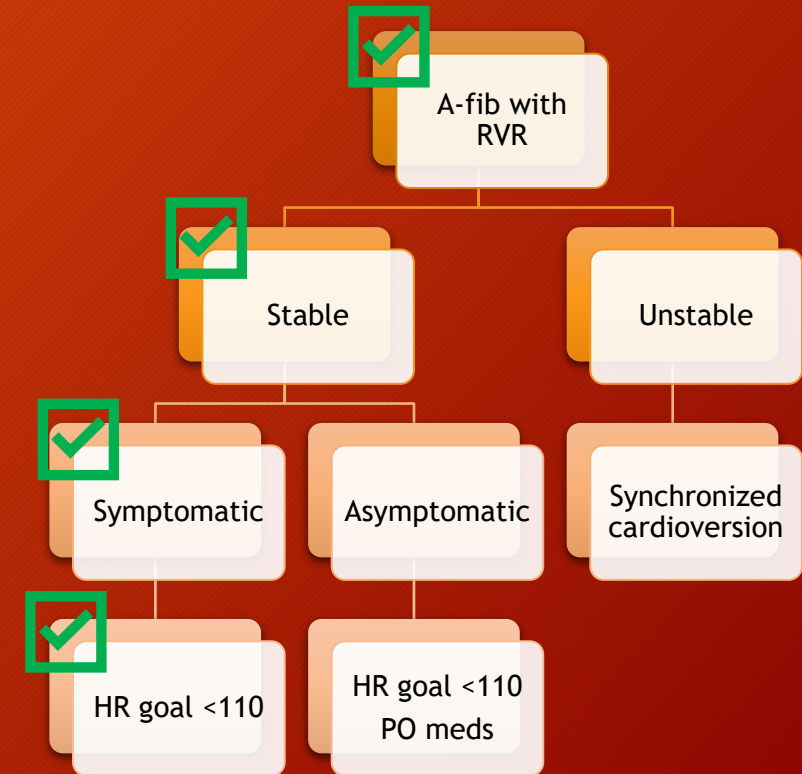 A-fib with
RVR
Stable
Unstable
Symptomatic
Asymptomatic
Synchronized
cardioversion
HR goal <110
HR goal <110
PO meds